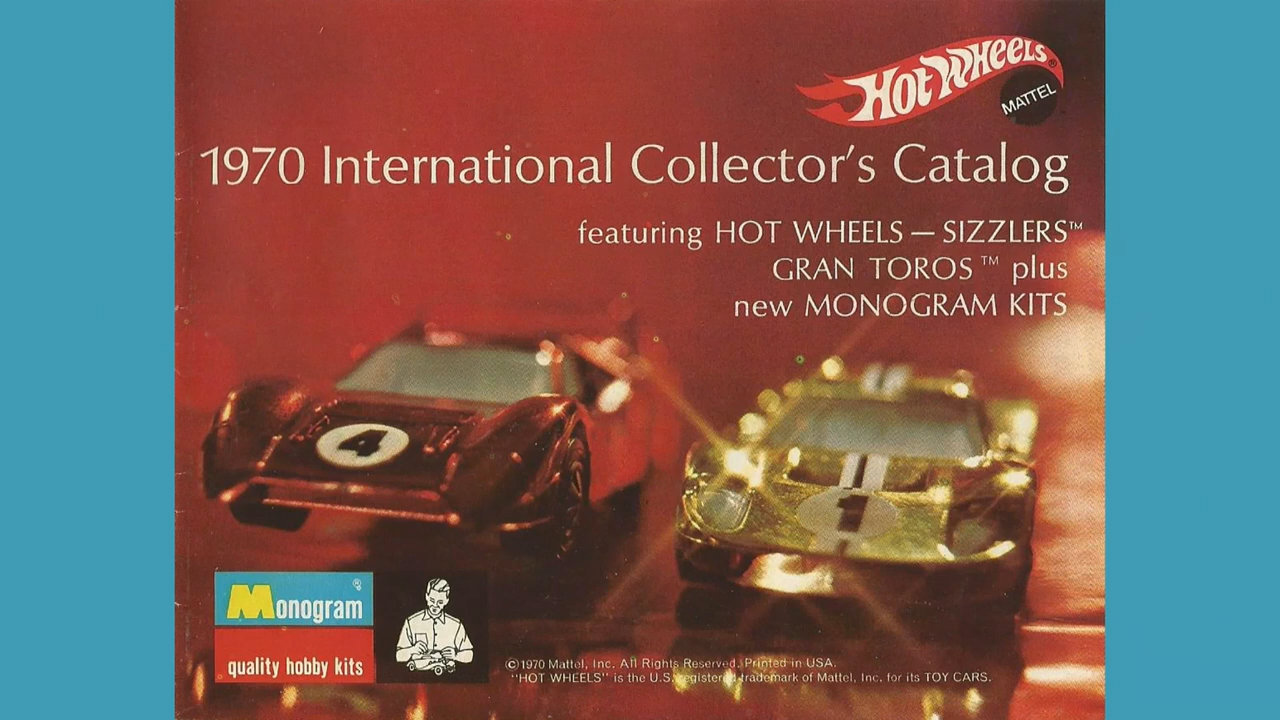 HOT WHEELS®
MATTEL
1970 International Collector's Catalog
featuring HOT WHEELS — SIZZLERS™
GRAN TOROS™ plus
new MONOGRAM KITS
4
1
Monogram®
quality hobby kits
©1970 Mattel, Inc. All Rights Reserved. Printed in USA.
"HOT WHEELS" is the U.S. registered trademark of Mattel, Inc. for its TOY CARS.